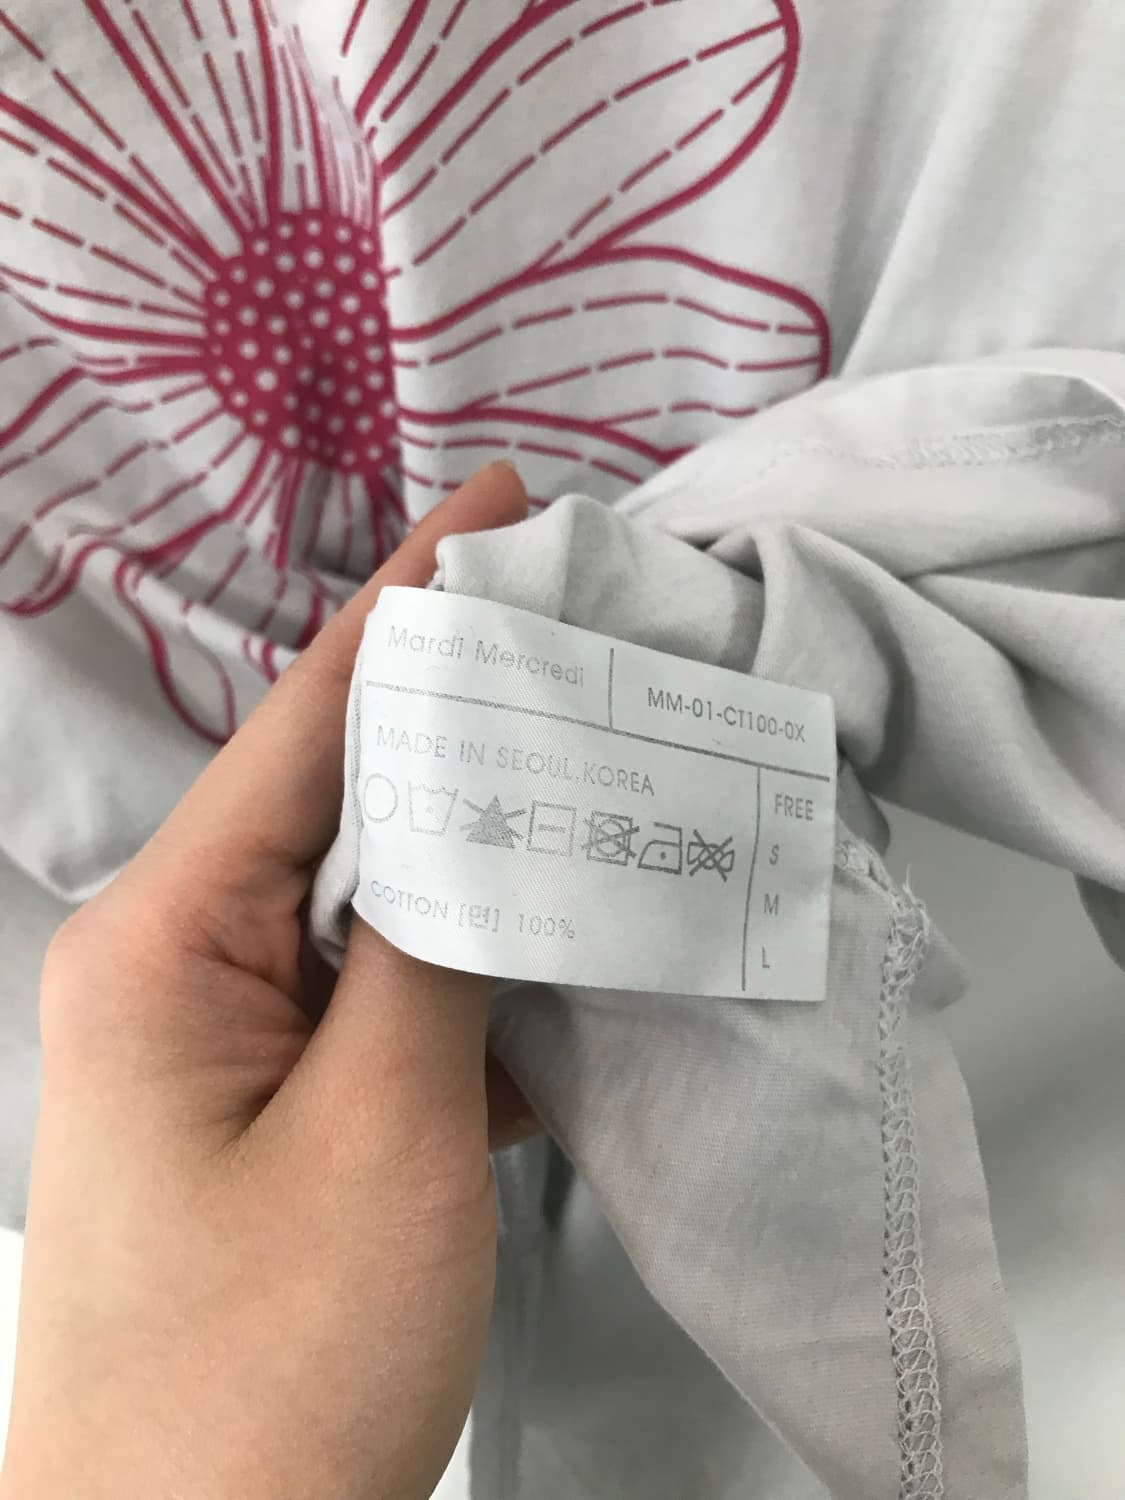 Mardi Mercredi
MM-01-CT100-0X
MADE IN SEOUL,KOREA
FREE
S
M
L
COTTON [면] 100%